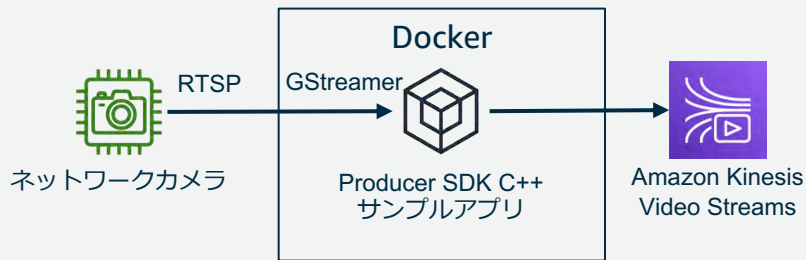 Docker
RTSP
GStreamer
ネットワークカメラ
Producer SDK C++
サンプルアプリ
Amazon Kinesis
Video Streams